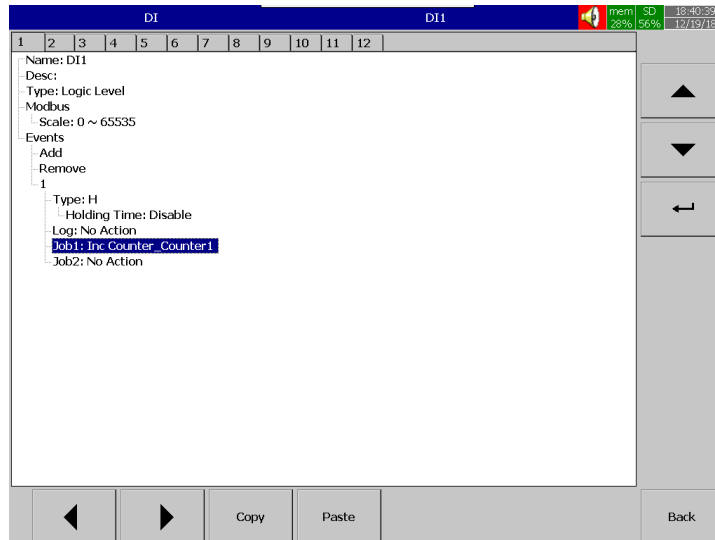 DI DI1 mem 28% SD 56% 18:40:39 12/19/18
1 2 3 4 5 6 7 8 9 10 11 12
Name: DI1
Desc:
Type: Logic Level
Modbus
Scale: 0 ~ 65535
Events
Add
Remove
1
Type: H
Holding Time: Disable
Log: No Action
Job1: Inc Counter_Counter1
Job2: No Action
Copy Paste Back